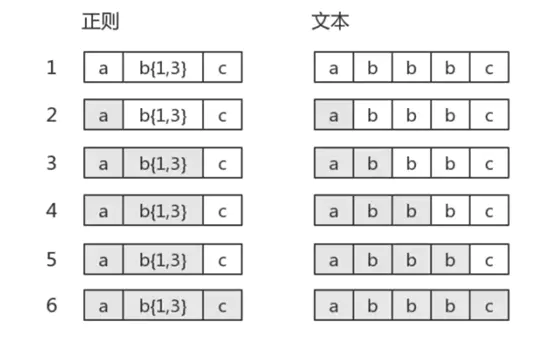 正则 文本
1 a b{1,3} c a b b b c
2 a b{1,3} c a b b b c
3 a b{1,3} c a b b b c
4 a b{1,3} c a b b b c
5 a b{1,3} c a b b b c
6 a b{1,3} c a b b b c